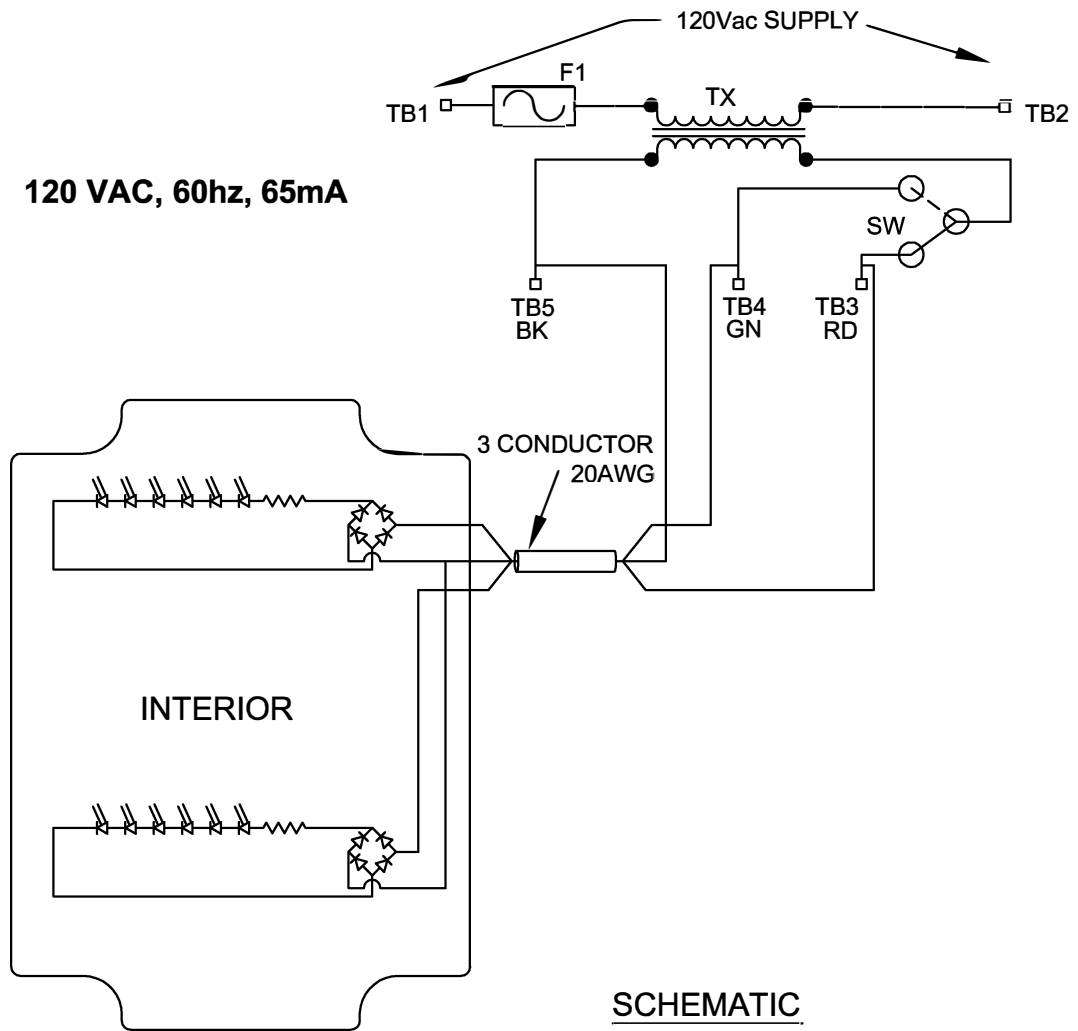 120Vac SUPPLY
F1
TX
TB1
TB2
120 VAC, 60hz, 65mA
SW
TB5
BK
TB4
GN
TB3
RD
3 CONDUCTOR
20AWG
INTERIOR
SCHEMATIC